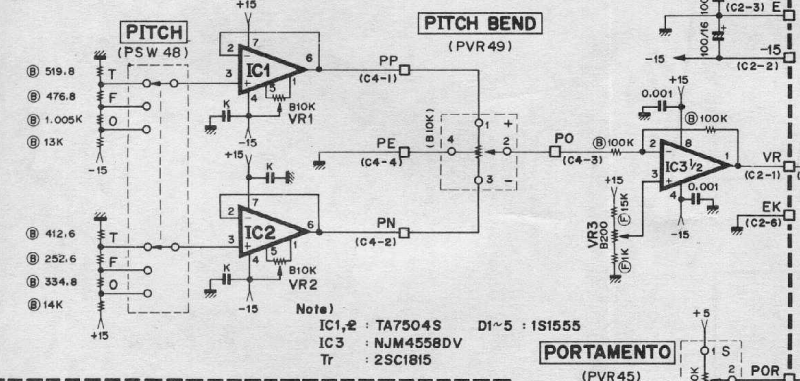 +15
PITCH
(PSW 48)
PITCH BEND
(PVR49)
100/16
(C2-3) E
-15
-15
(C2-2)
B 519.8
B 476.8
B 1.005K
B 13K
T
F
O
-15
2
7
6
3
IC1
5
1
4
K
B10K
VR1
-15
PP
(C4-1)
PE
(C4-4)
PN
(C4-2)
(B10K)
1
+
4
2
3
-
PO
(C4-3)
B 100K
0.001
+15
B 100K
2
8
1
3
IC3 1/2
4
0.001
-15
VR
(C2-1)
EK
(C2-6)
+15
F 15K
VR3
B200
F 1K
+15
K
B 412.6
B 252.6
B 334.8
B 14K
T
F
O
+15
2
7
6
3
IC2
5
1
4
K
B10K
VR2
-15
Note)
IC1,2 : TA7504S D1~5 : 1S1555
IC3 : NJM4558DV
Tr : 2SC1815
PORTAMENTO
(PVR45)
+5
1 S
2
POR